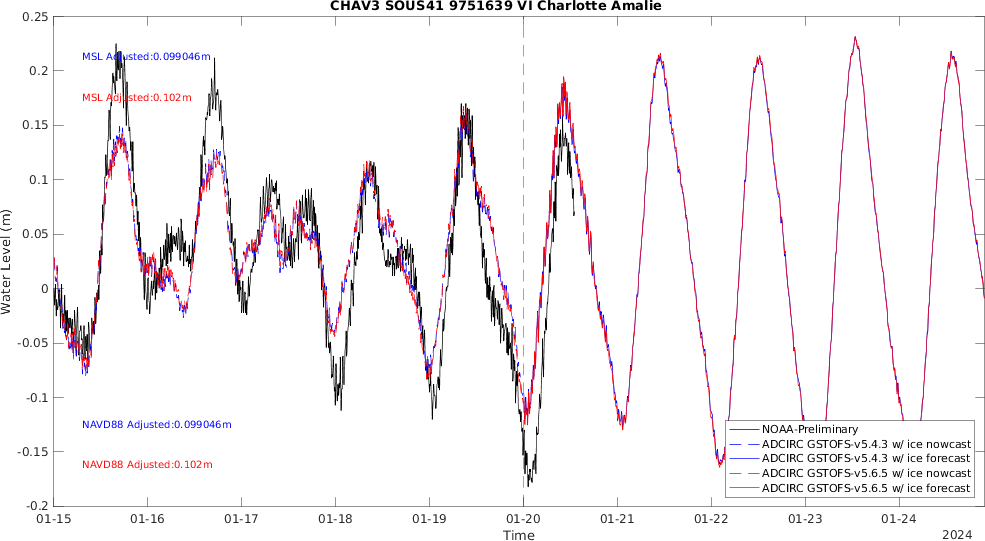 CHAV3 SOUS41 9751639 VI Charlotte Amalie
0.25
0.2
0.15
0.1
0.05
0
-0.05
-0.1
-0.15
-0.2
Water Level (m)
MSL Adjusted:0.099046m
MSL Adjusted:0.102m
NAVD88 Adjusted:0.099046m
NAVD88 Adjusted:0.102m
NOAA-Preliminary
ADCIRC GSTOFS-v5.4.3 w/ ice nowcast
ADCIRC GSTOFS-v5.4.3 w/ ice forecast
ADCIRC GSTOFS-v5.6.5 w/ ice nowcast
ADCIRC GSTOFS-v5.6.5 w/ ice forecast
01-15 01-16 01-17 01-18 01-19 01-20 01-21 01-22 01-23 01-24
Time
2024